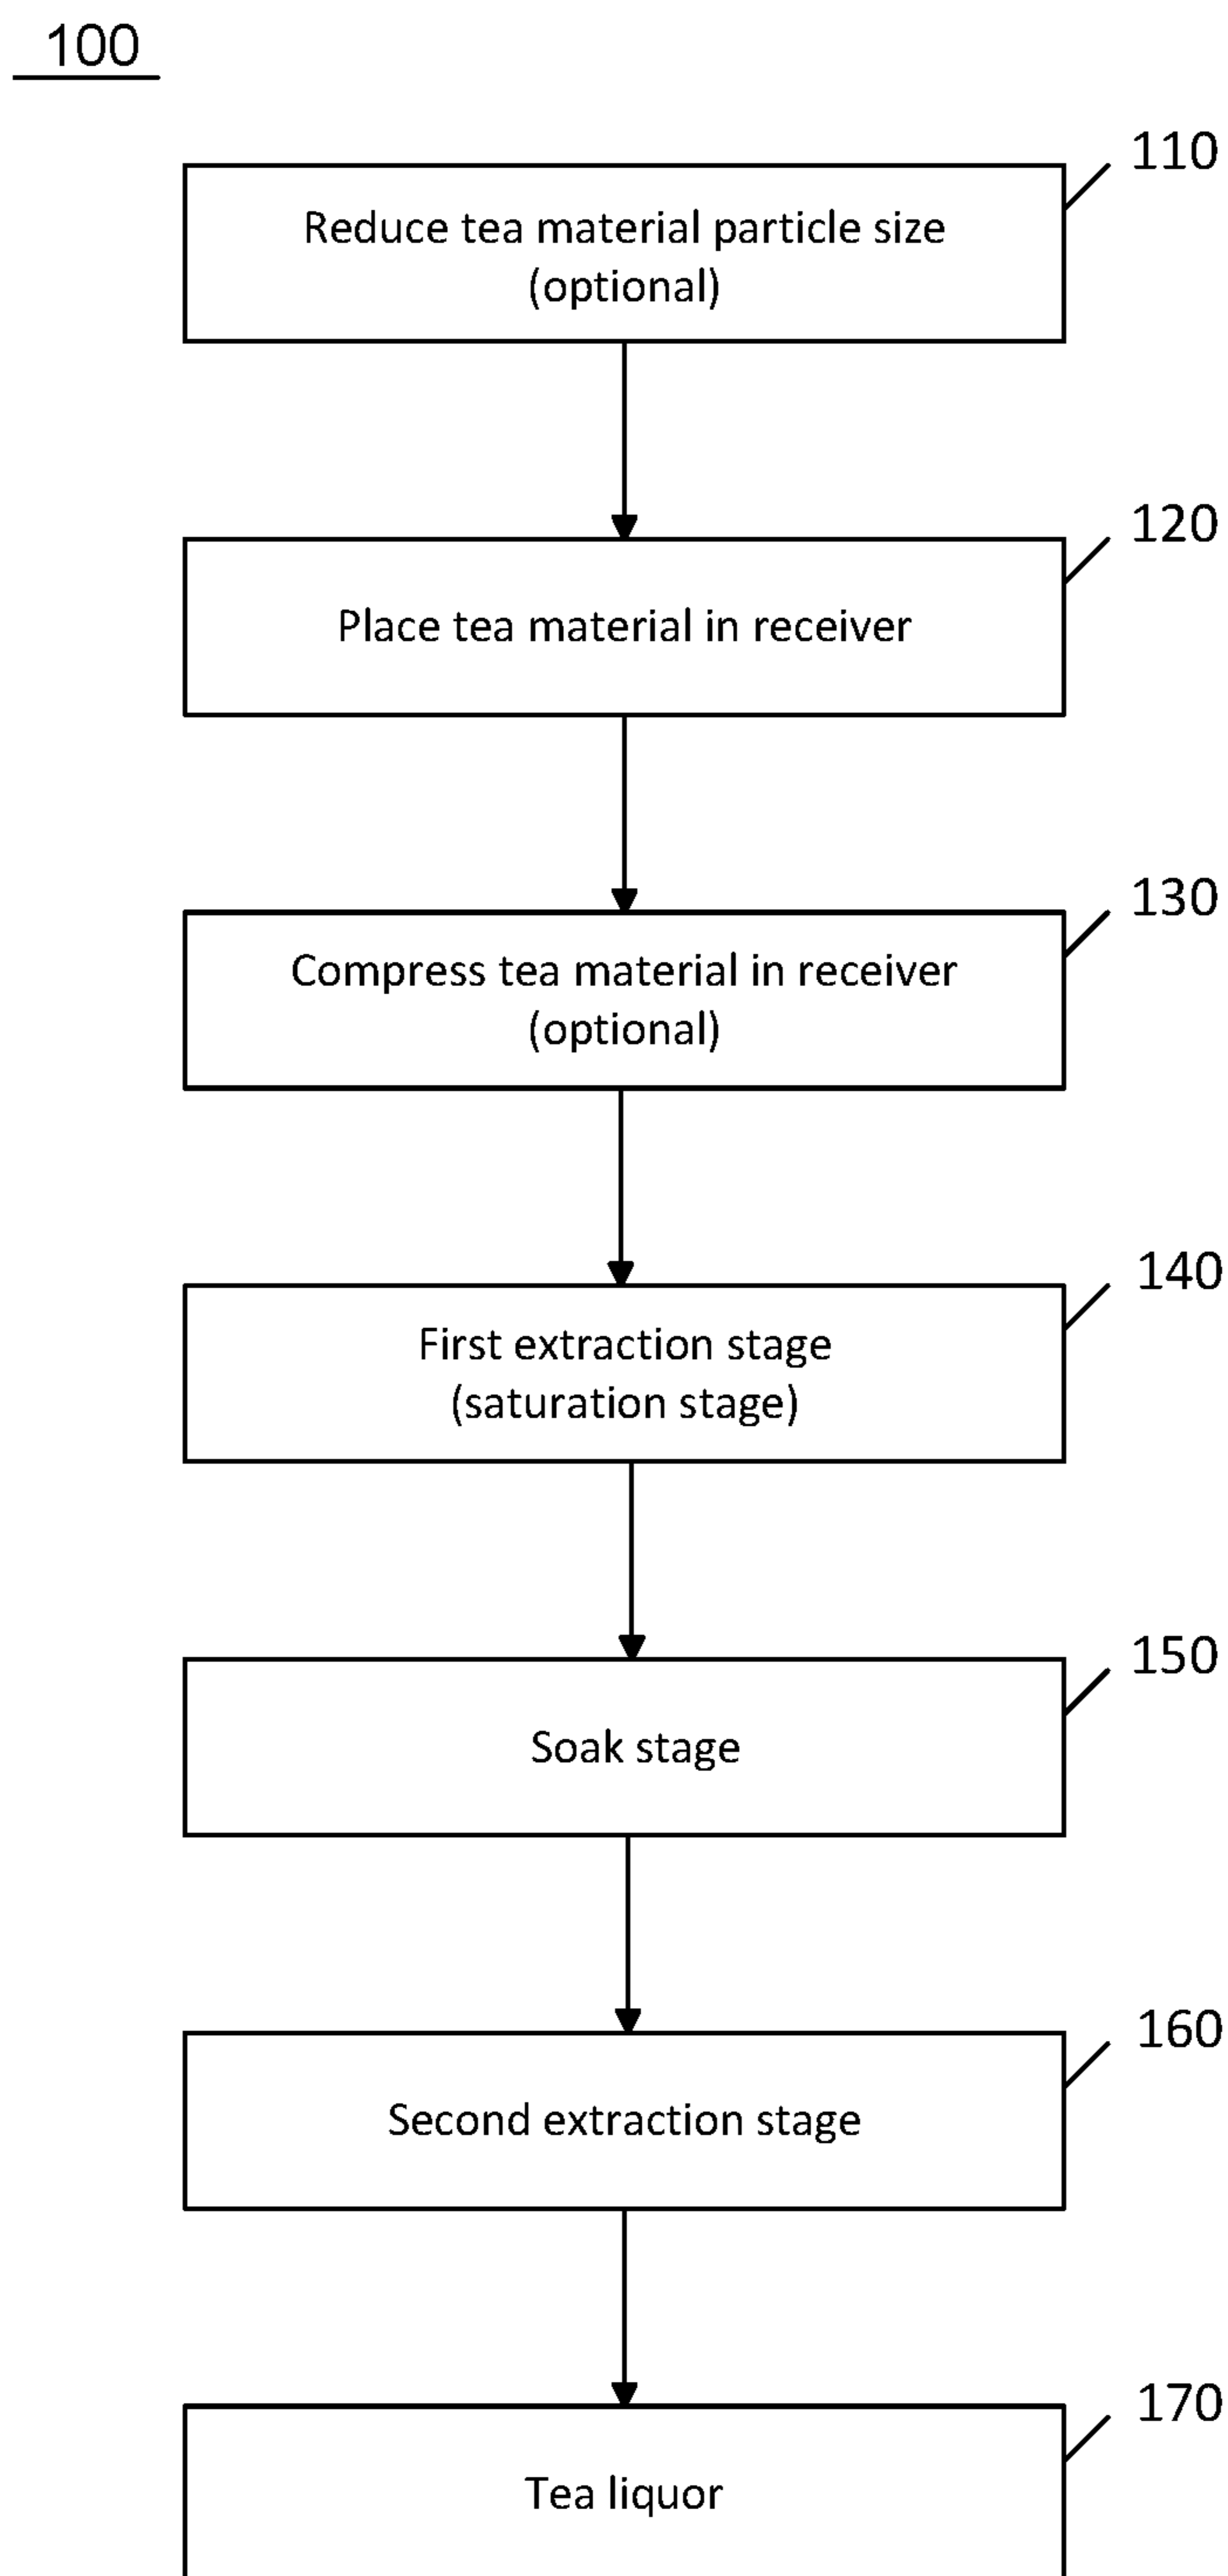 100
110
Reduce tea material particle size
(optional)
120
Place tea material in receiver
130
Compress tea material in receiver
(optional)
140
First extraction stage
(saturation stage)
150
Soak stage
160
Second extraction stage
170
Tea liquor